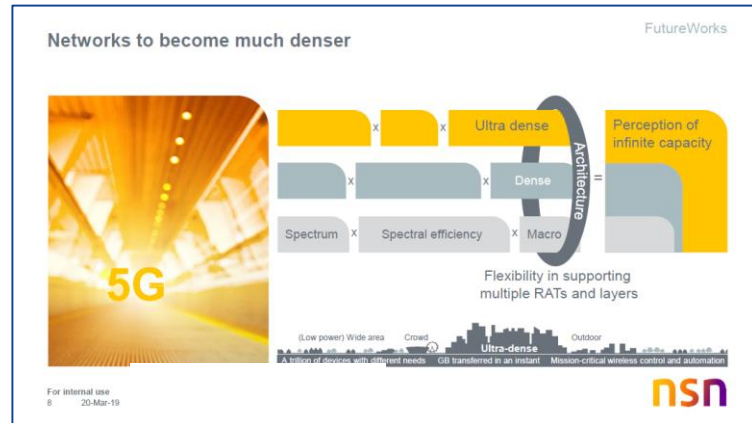 FutureWorks
Networks to become much denser
x x Ultra dense
Perception of
infinite capacity
x x Dense
Architecture
=
Spectrum x Spectral efficiency x Macro
5G
Flexibility in supporting
multiple RATs and layers
(Low power) Wide area
Crowd
Outdoor
Ultra-dense
A trillion of devices with different needs
GB transferred in an instant
Mission-critical wireless control and automation
For internal use
8 20-Mar-19
nsn